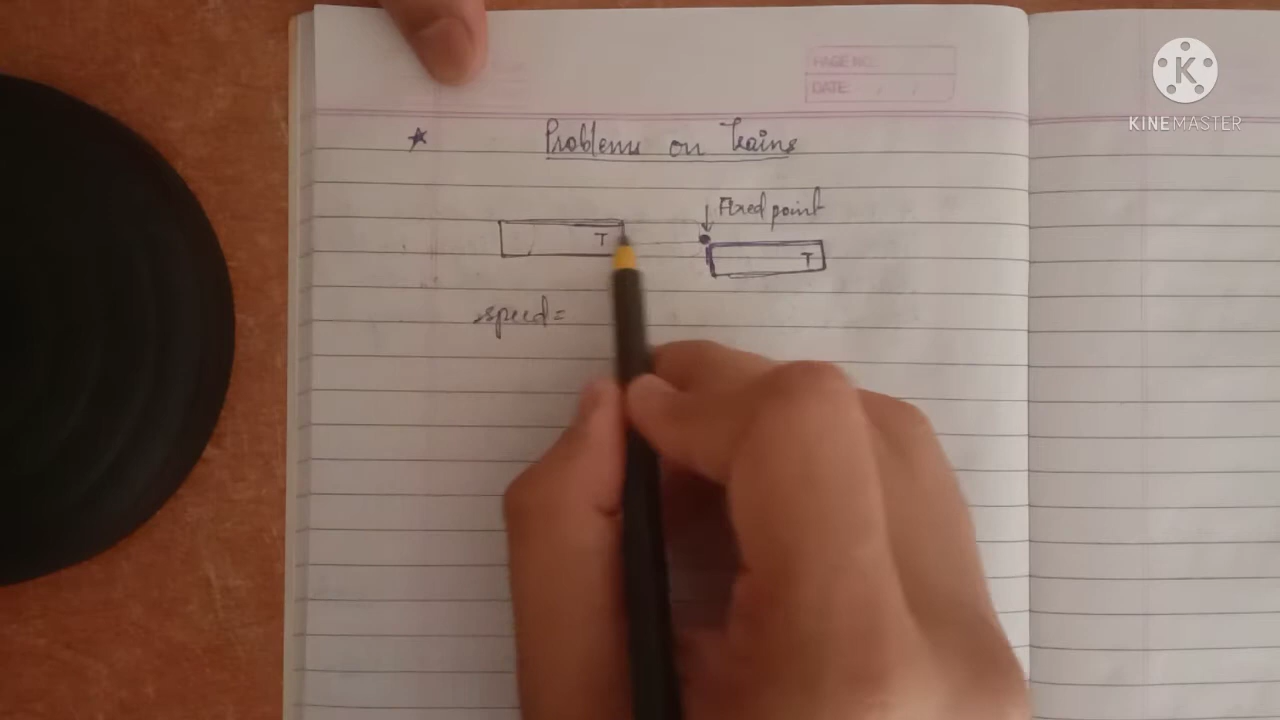 PAGE NO.:
DATE: / /
K
KINEMASTER
★ Problems on Trains
Fixed point
T
T
speed =